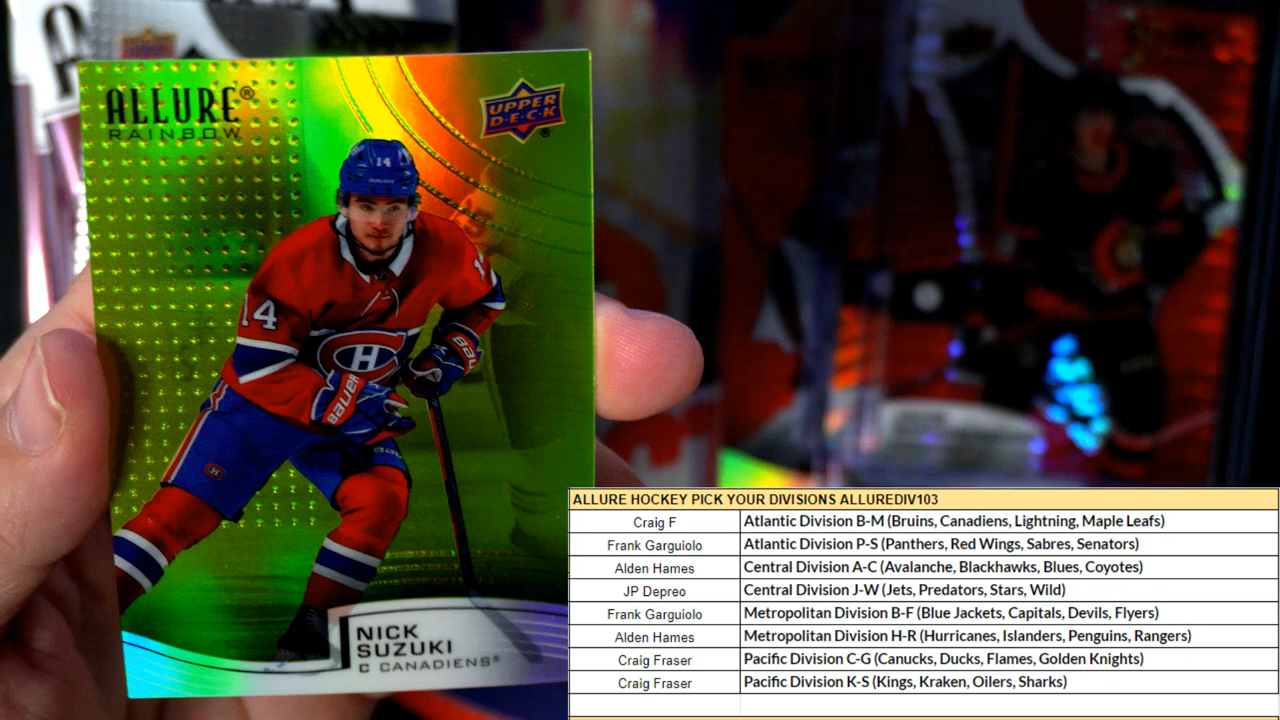 ALLURE®
RAINBOW
UPPER
D·E·C·K
®
14
14
14
H
BAUER
BAU
H
NICK
SUZUKI
C CANADIENS®
ALLURE HOCKEY PICK YOUR DIVISIONS ALLUREDIV103
Craig F Atlantic Division B-M (Bruins, Canadiens, Lightning, Maple Leafs)
Frank Garguiolo Atlantic Division P-S (Panthers, Red Wings, Sabres, Senators)
Alden Hames Central Division A-C (Avalanche, Blackhawks, Blues, Coyotes)
JP Depreo Central Division J-W (Jets, Predators, Stars, Wild)
Frank Garguiolo Metropolitan Division B-F (Blue Jackets, Capitals, Devils, Flyers)
Alden Hames Metropolitan Division H-R (Hurricanes, Islanders, Penguins, Rangers)
Craig Fraser Pacific Division C-G (Canucks, Ducks, Flames, Golden Knights)
Craig Fraser Pacific Division K-S (Kings, Kraken, Oilers, Sharks)